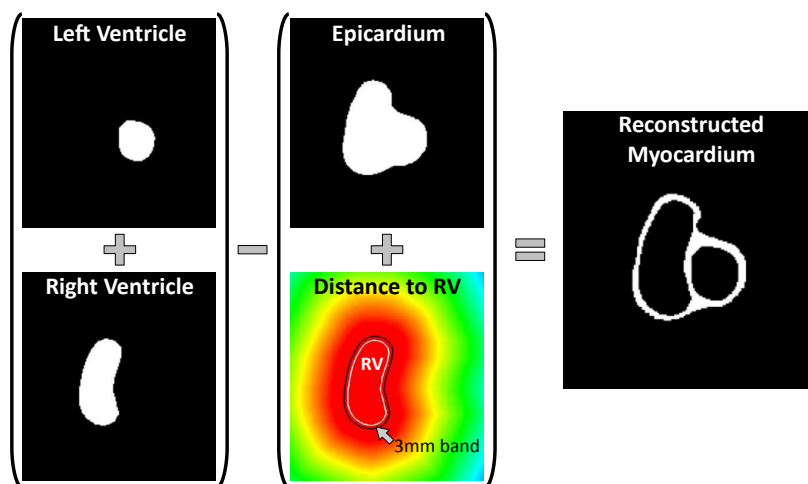 Left Ventricle
Epicardium
Reconstructed
Myocardium
Right Ventricle
Distance to RV
RV
3mm band